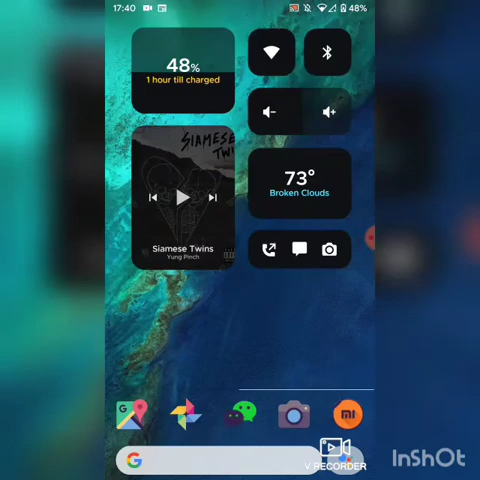 17:40
48%
48%
1 hour till charged
SIAMESE
TWINS
Siamese Twins
Yung Pinch
73°
Broken Clouds
G
mi
G
V RECORDER
InShOt